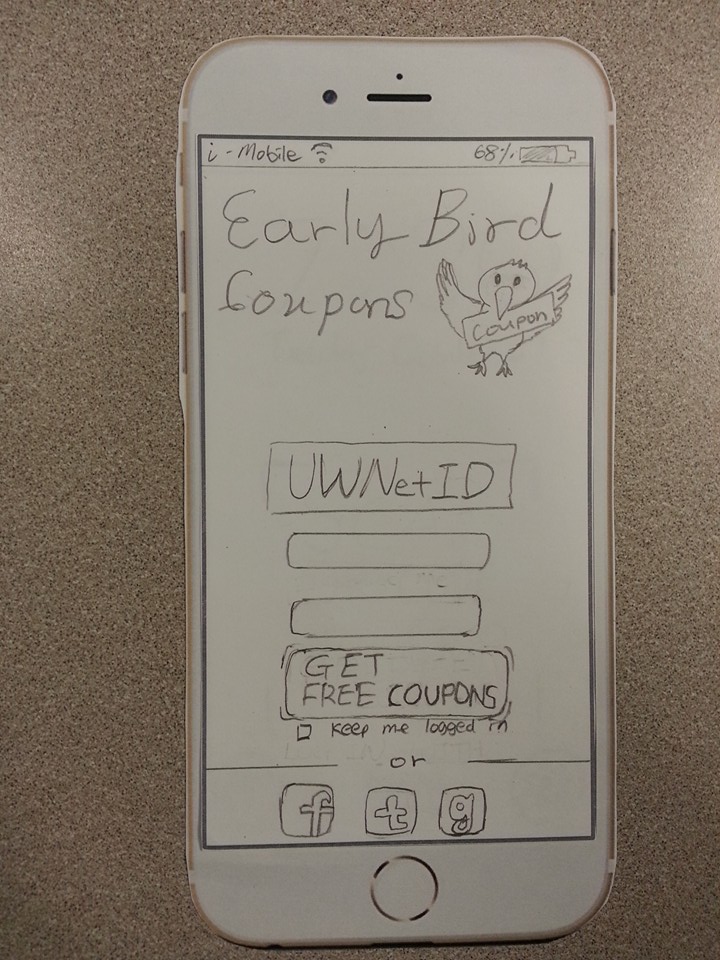 i-Mobile 68%
Early Bird
Coupons
Coupon
UWNetID
GET
FREE COUPONS
keep me logged in
or
f t g